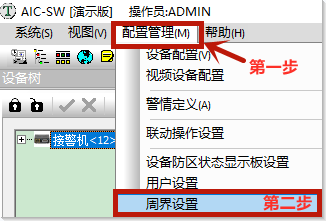 AIC-SW [演示版] 操作员:ADMIN
系统(S) 视图(V) 配置管理(M) 帮助(H)
设备树
设备配置(V)
第一步
视频设备配置
警情定义(A)
接警机<12>
联动操作设置
设备防区状态显示板设置
用户设置
周界设置 第二步